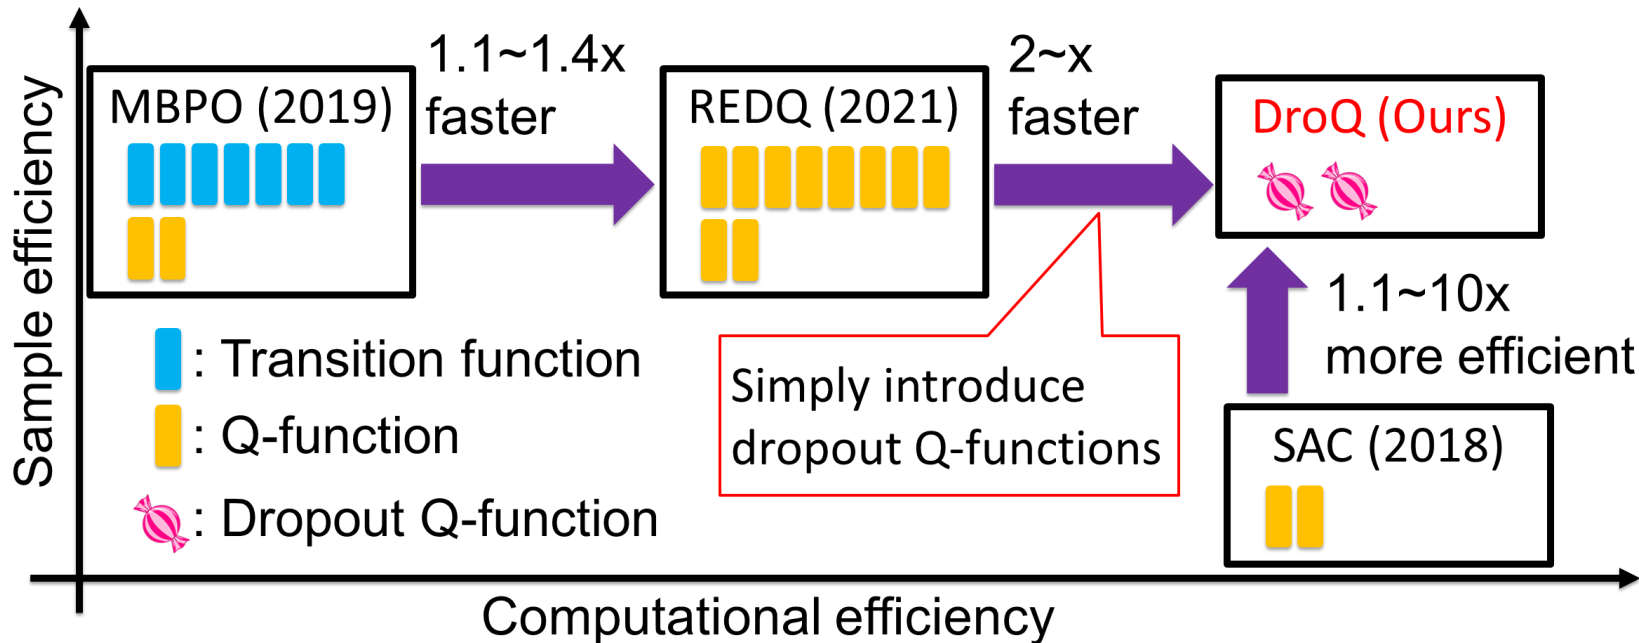 Sample efficiency
MBPO (2019)
1.1~1.4x
faster
REDQ (2021)
2~x
faster
DroQ (Ours)
: Transition function
: Q-function
: Dropout Q-function
Simply introduce
dropout Q-functions
1.1~10x
more efficient
SAC (2018)
Computational efficiency